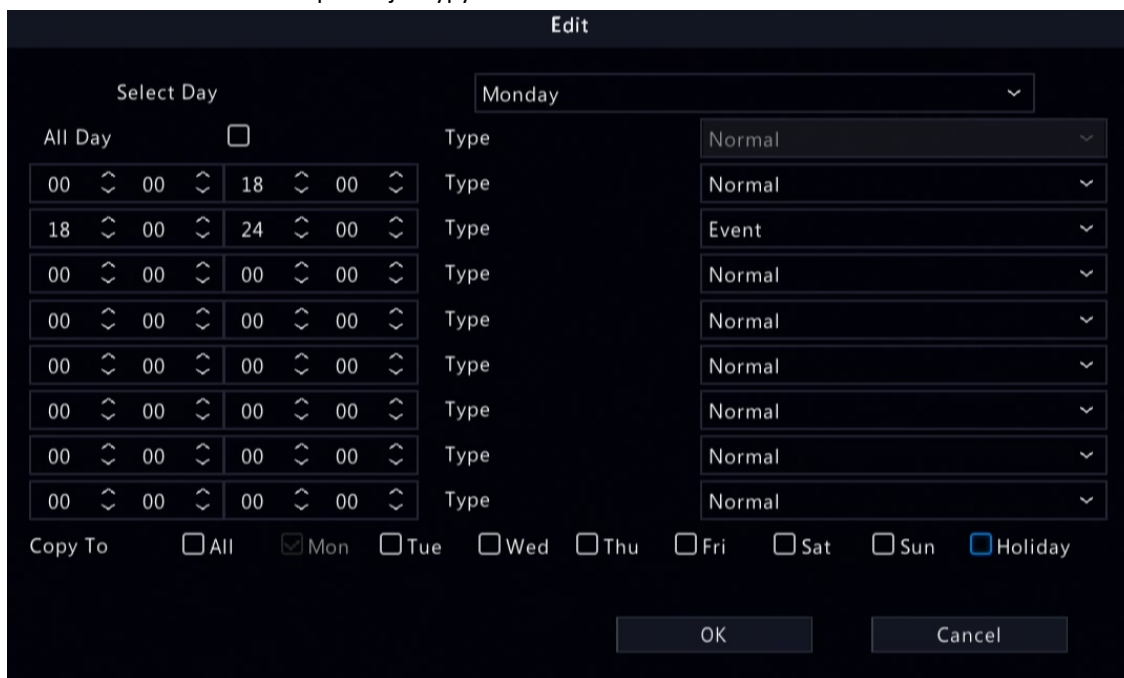 Edit
Select Day Monday
All Day Type Normal
00 00 18 00 Type Normal
18 00 24 00 Type Event
00 00 00 00 Type Normal
00 00 00 00 Type Normal
00 00 00 00 Type Normal
00 00 00 00 Type Normal
00 00 00 00 Type Normal
00 00 00 00 Type Normal
Copy To All Mon Tue Wed Thu Fri Sat Sun Holiday
OK Cancel